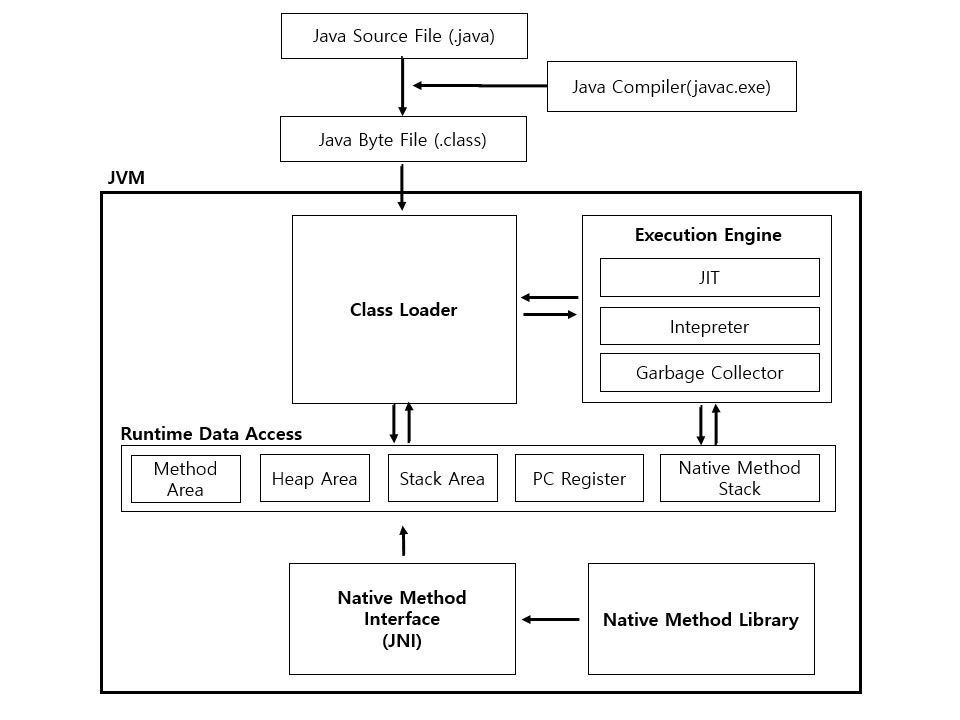 Java Source File (.java)
Java Compiler(javac.exe)
Java Byte File (.class)
JVM
Class Loader
Execution Engine
JIT
Intepreter
Garbage Collector
Runtime Data Access
Method
Area
Heap Area
Stack Area
PC Register
Native Method
Stack
Native Method
Interface
(JNI)
Native Method Library